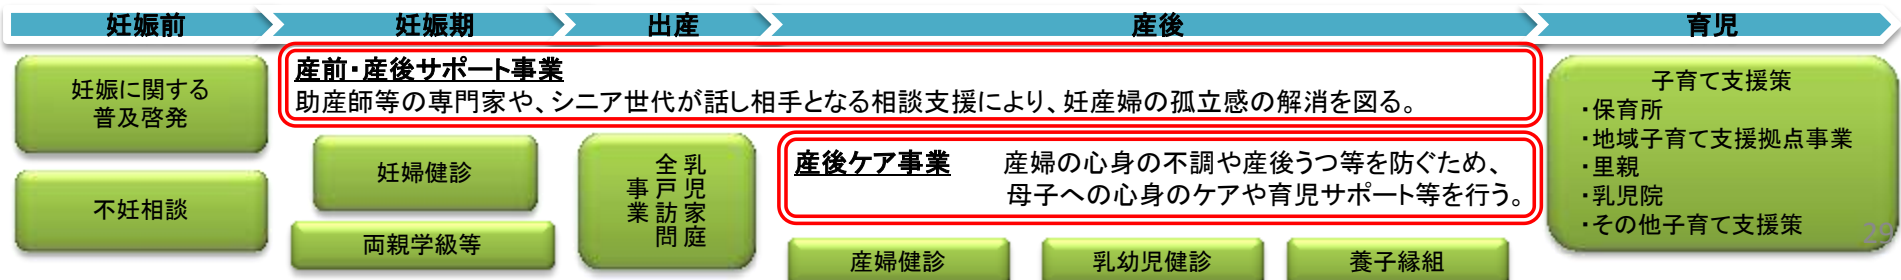 妊娠前
妊娠期
出産
産後
育児
妊娠に関する
普及啓発
不妊相談
産前・産後サポート事業
助産師等の専門家や、シニア世代が話し相手となる相談支援により、妊産婦の孤立感の解消を図る。
妊婦健診
両親学級等
乳児家庭
全戸訪問
事業
産後ケア事業 産婦の心身の不調や産後うつ等を防ぐため、
母子への心身のケアや育児サポート等を行う。
産婦健診
乳幼児健診
養子縁組
子育て支援策
・保育所
・地域子育て支援拠点事業
・里親
・乳児院
・その他子育て支援策
29